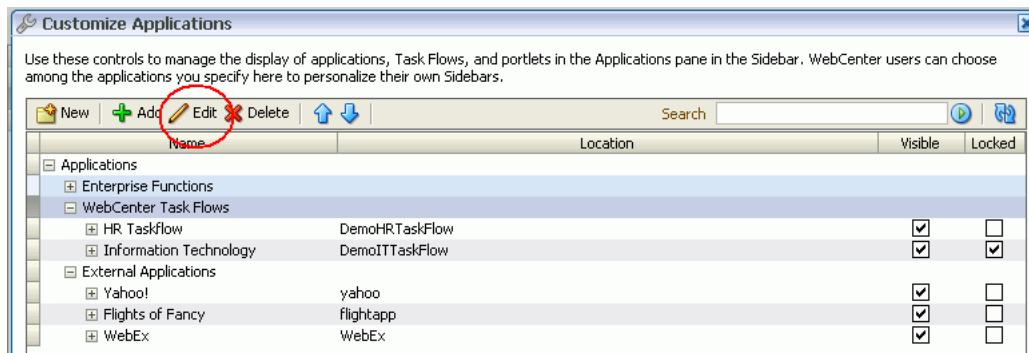 Customize Applications
Use these controls to manage the display of applications, Task Flows, and portlets in the Applications pane in the Sidebar. WebCenter users can choose
among the applications you specify here to personalize their own Sidebars.
New Add Edit Delete Search
Name Location Visible Locked
Applications
Enterprise Functions
WebCenter Task Flows
HR Taskflow DemoHRTaskFlow
Information Technology DemoITTaskFlow
External Applications
Yahoo! yahoo
Flights of Fancy flightapp
WebEx WebEx